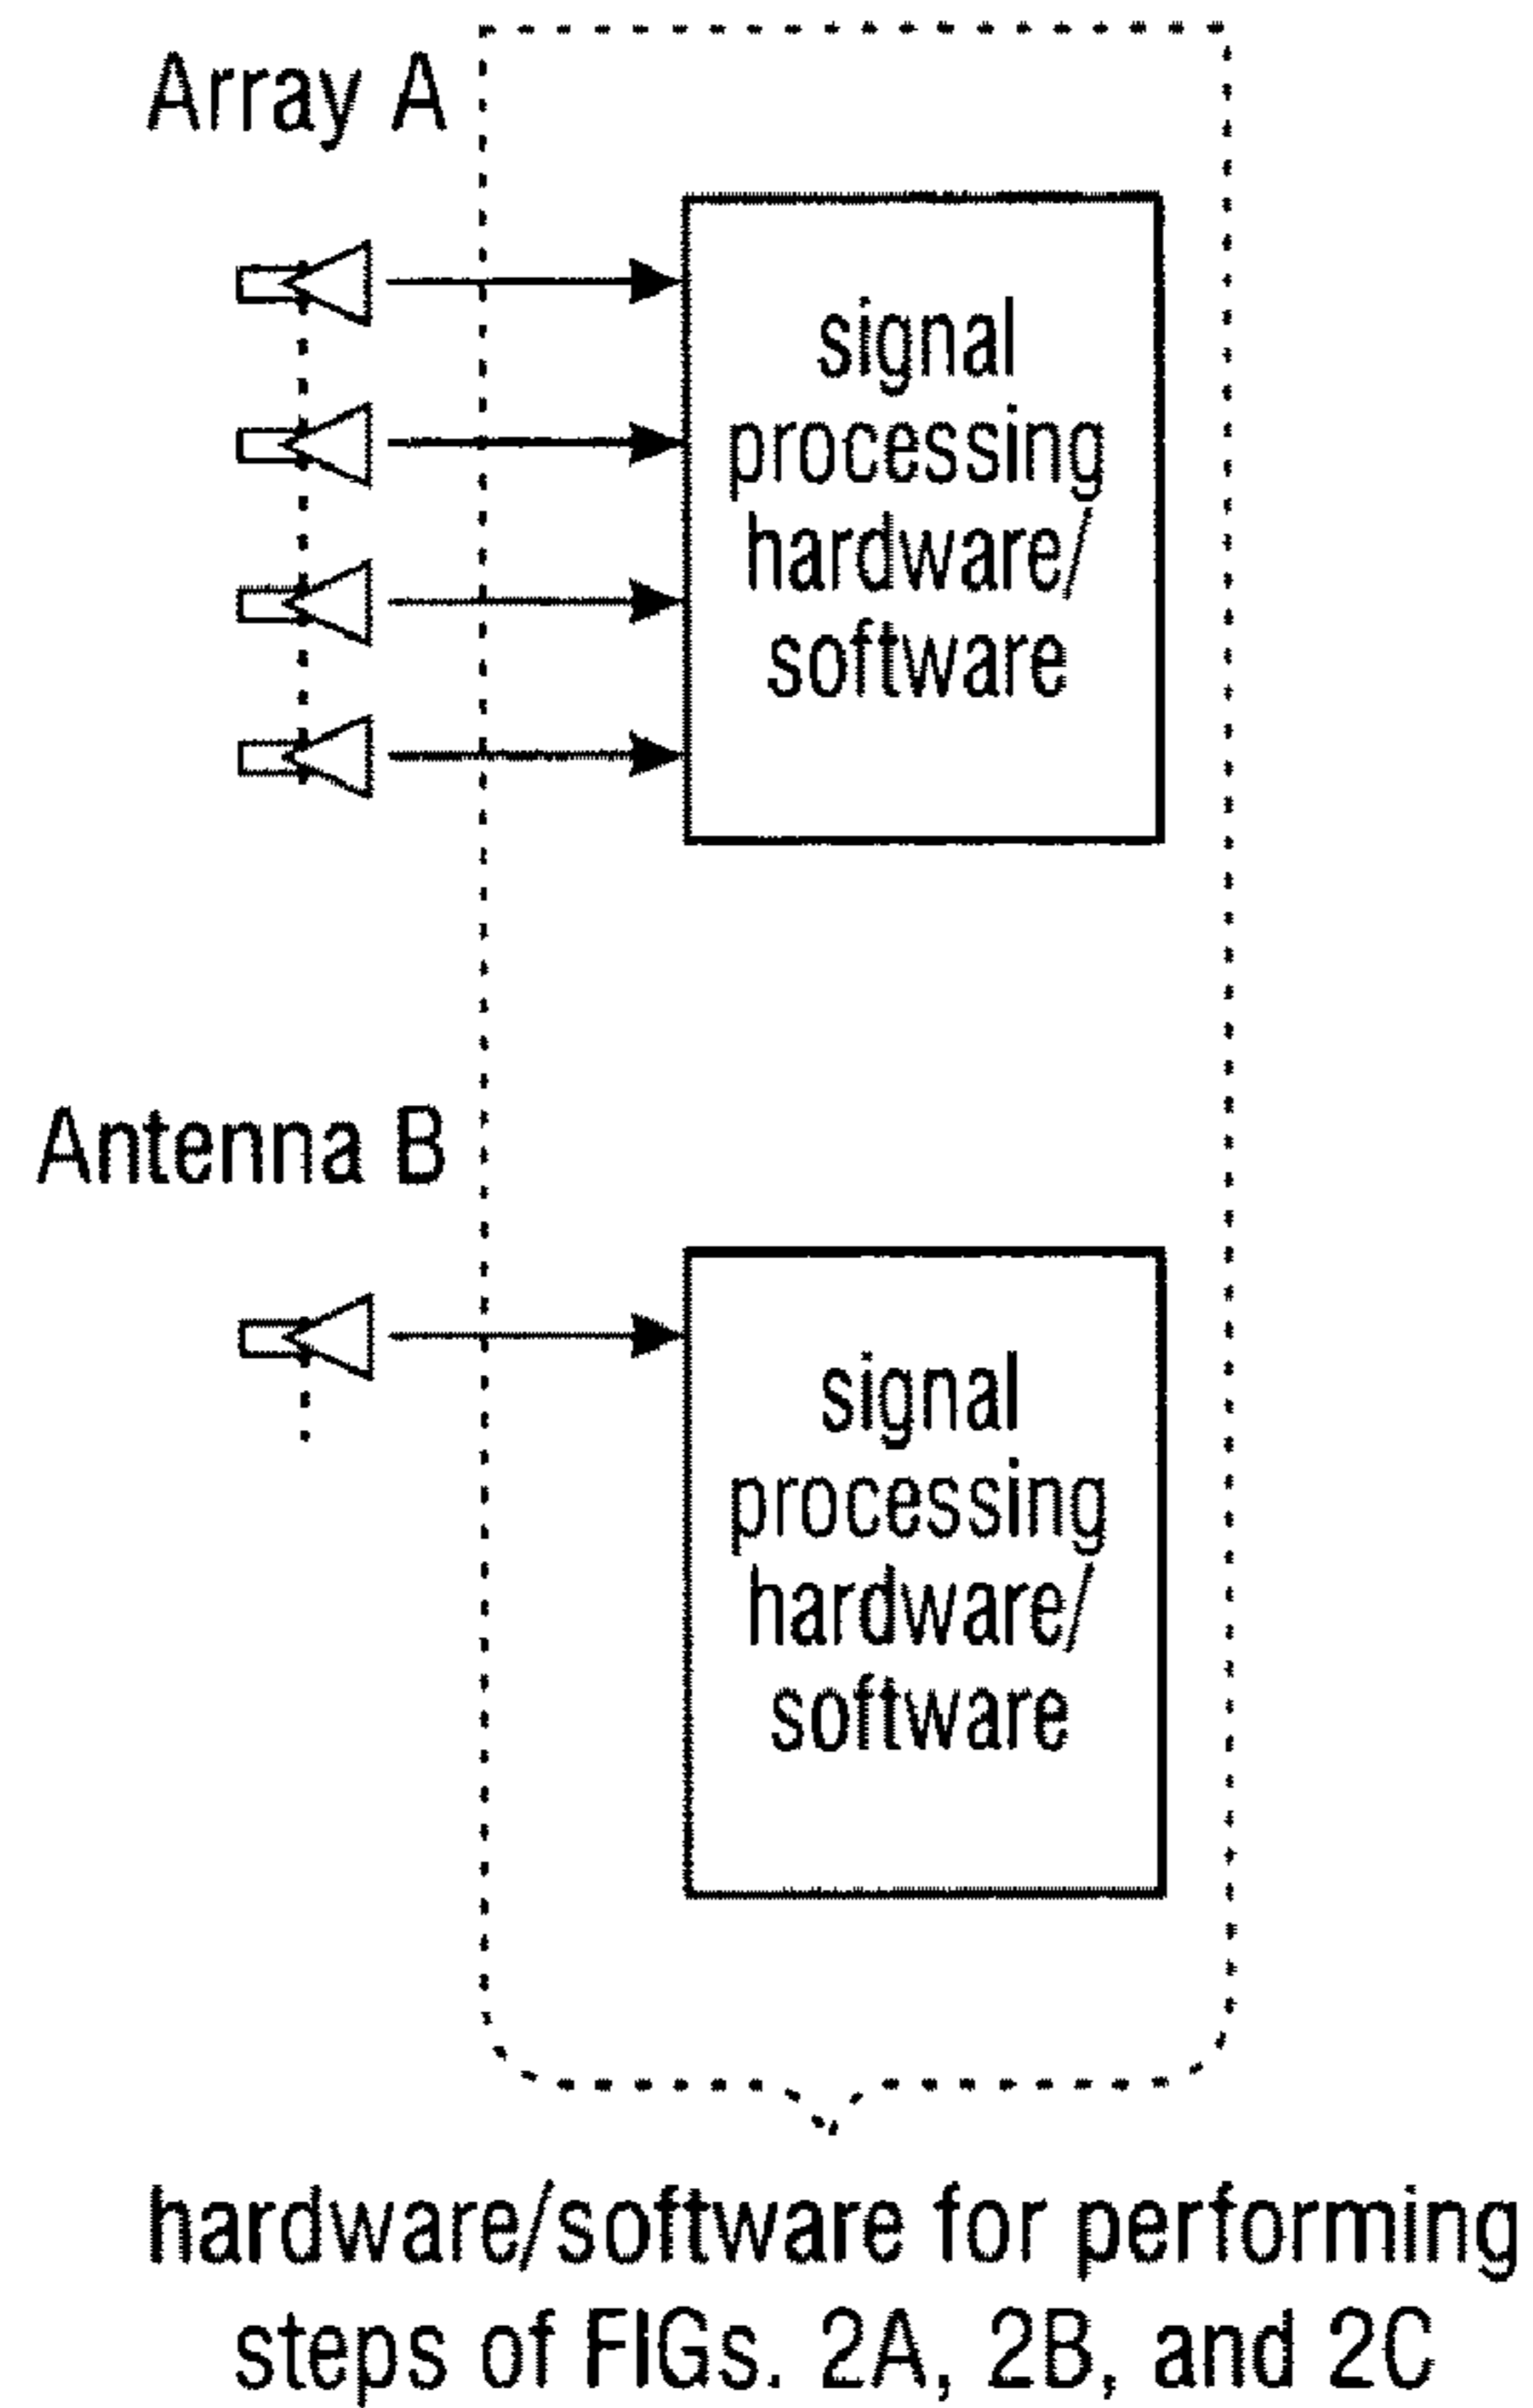 Array A
signal
processing
hardware/
software
Antenna B
signal
processing
hardware/
software
hardware/software for performing
steps of FIGs. 2A, 2B, and 2C